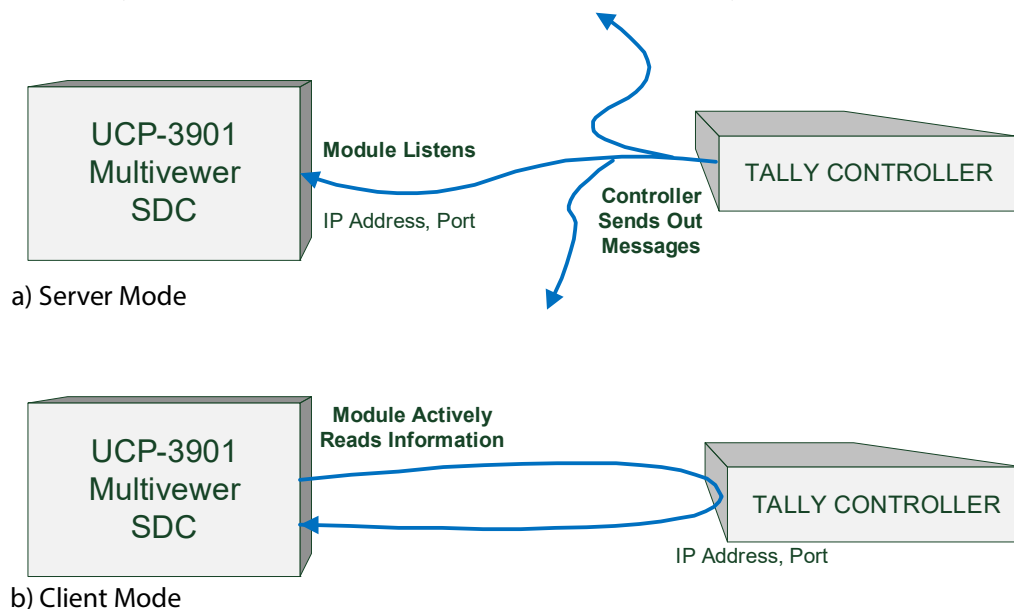 UCP-3901
Multivewer
SDC
Module Listens
IP Address, Port
Controller
Sends Out
Messages
TALLY CONTROLLER
a) Server Mode
UCP-3901
Multivewer
SDC
Module Actively
Reads Information
TALLY CONTROLLER
IP Address, Port
b) Client Mode